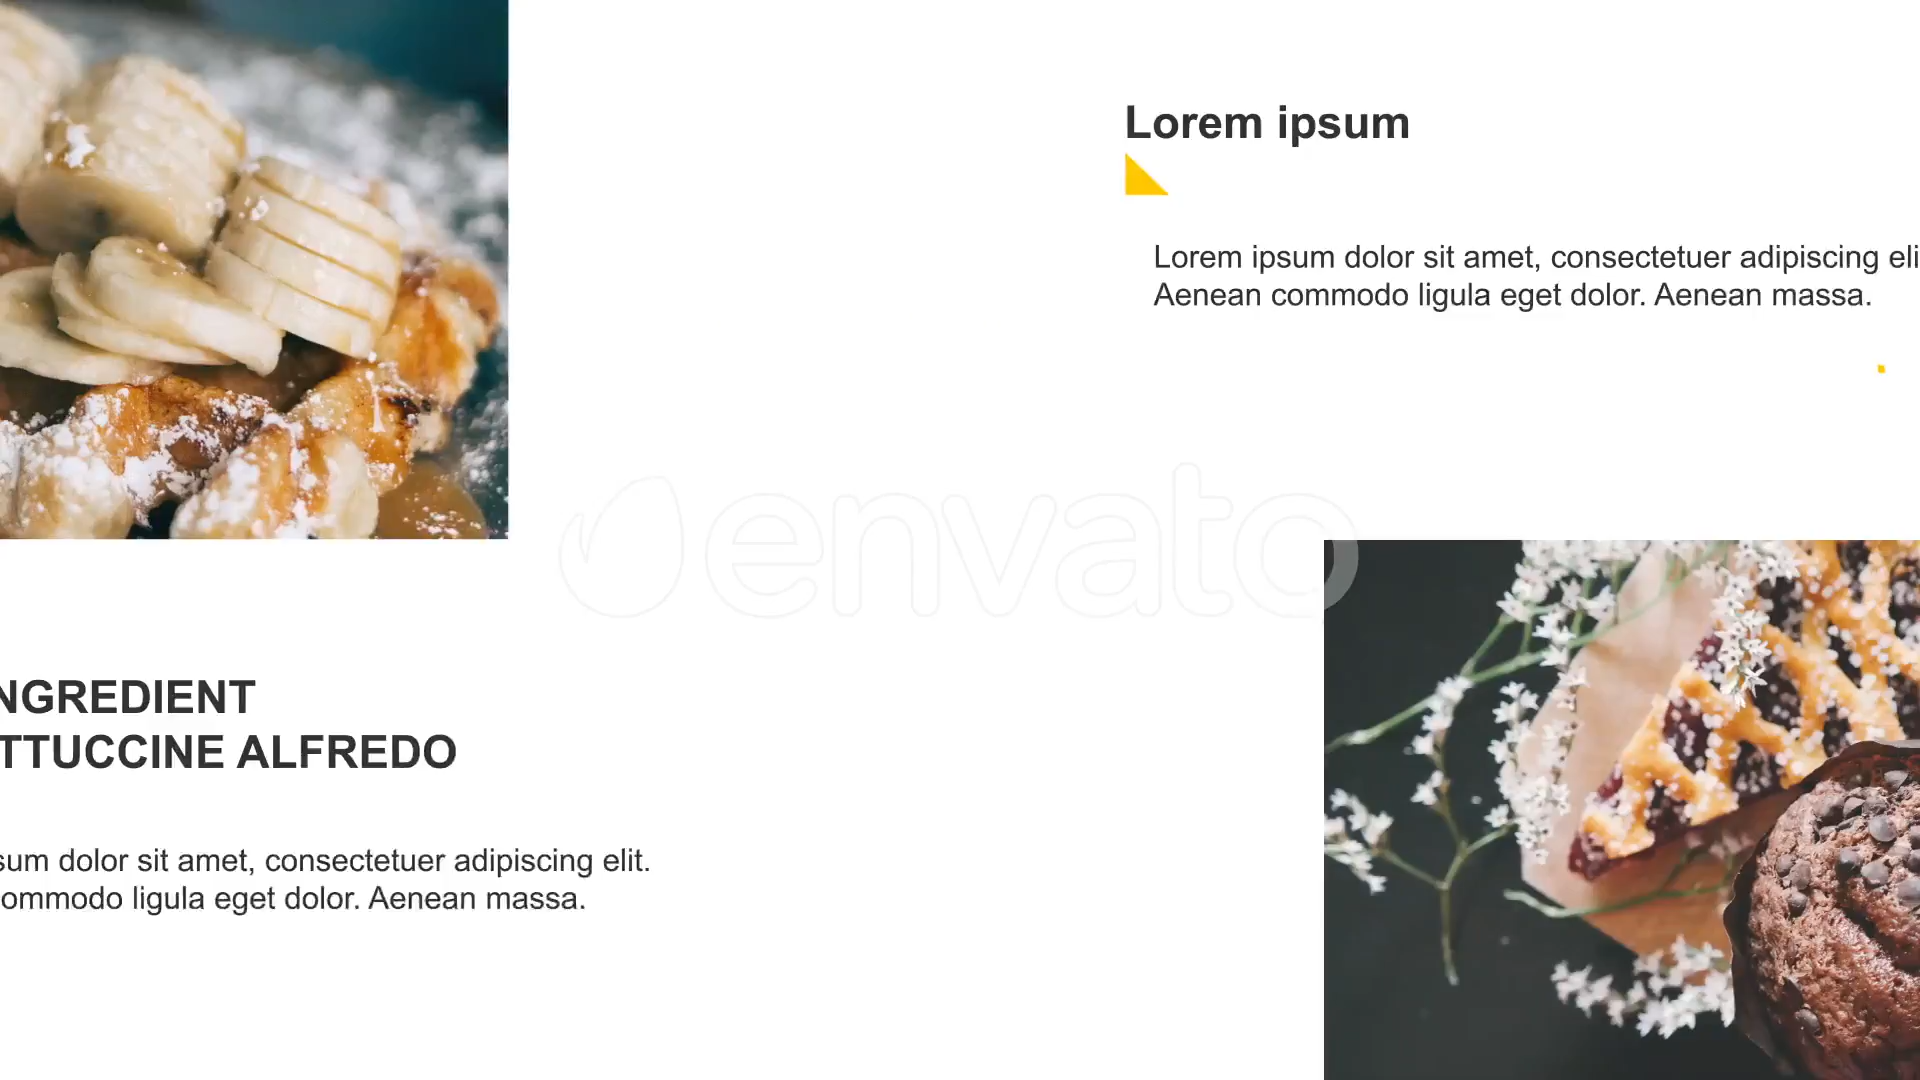 Lorem ipsum
Lorem ipsum dolor sit amet, consectetuer adipiscing eli
Aenean commodo ligula eget dolor. Aenean massa.
envato
NGREDIENT
TTUCCINE ALFREDO
sum dolor sit amet, consectetuer adipiscing elit.
ommodo ligula eget dolor. Aenean massa.